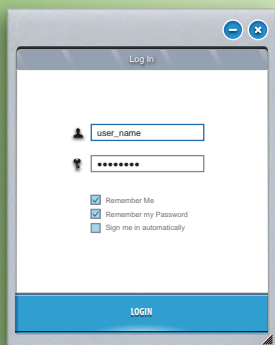 Log In
user_name
••••••••
Remember Me
Remember my Password
Sign me in automatically
LOGIN